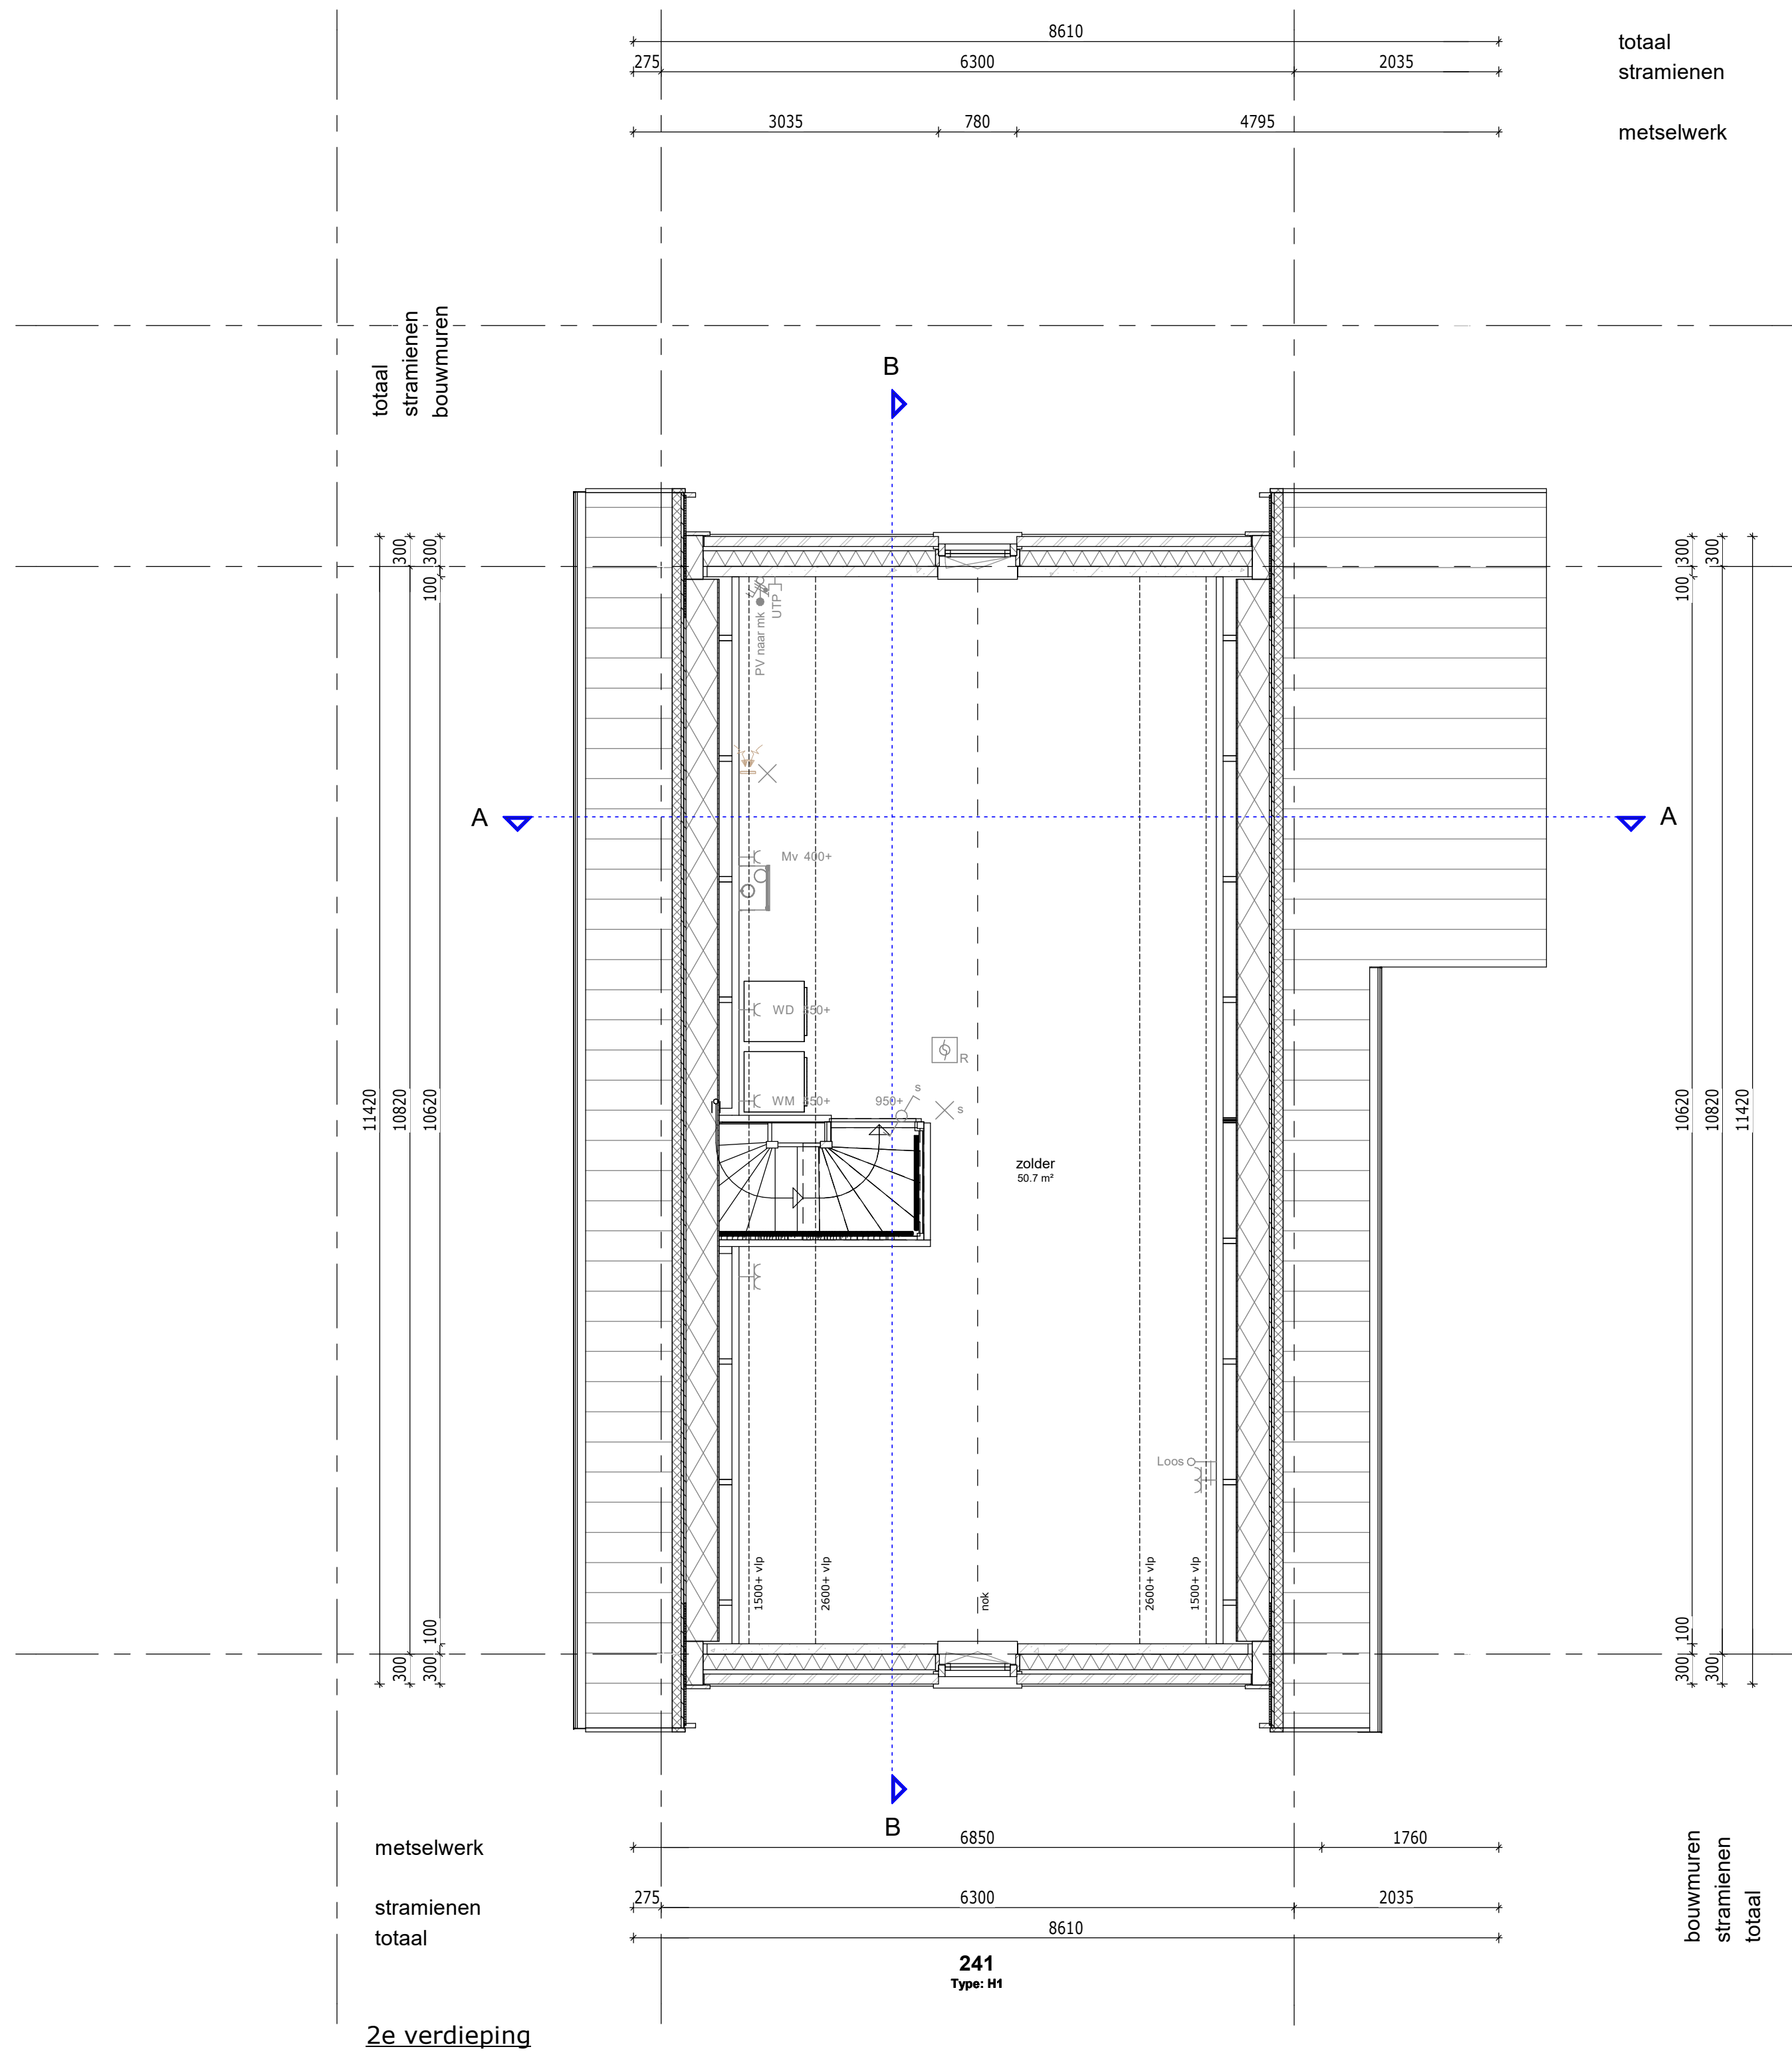 8610
totaal
275
6300
2035
stramienen
3035
780
4795
metselwerk
totaal
stramienen
bouwmuren
B
300
300
100
300
300
100
UTP
PV naar mk
A
A
Mv 400+
WD 350+
R
WM 350+
950+
s
s
11420
10820
10620
10620
10820
11420
zolder
50.7 m²
Loos
1500+ vlp
2600+ vlp
nok
2600+ vlp
1500+ vlp
100
300
300
100
300
300
B
metselwerk
6850
1760
stramienen
275
6300
2035
totaal
8610
bouwmuren
stramienen
totaal
241
Type: H1
2e verdieping